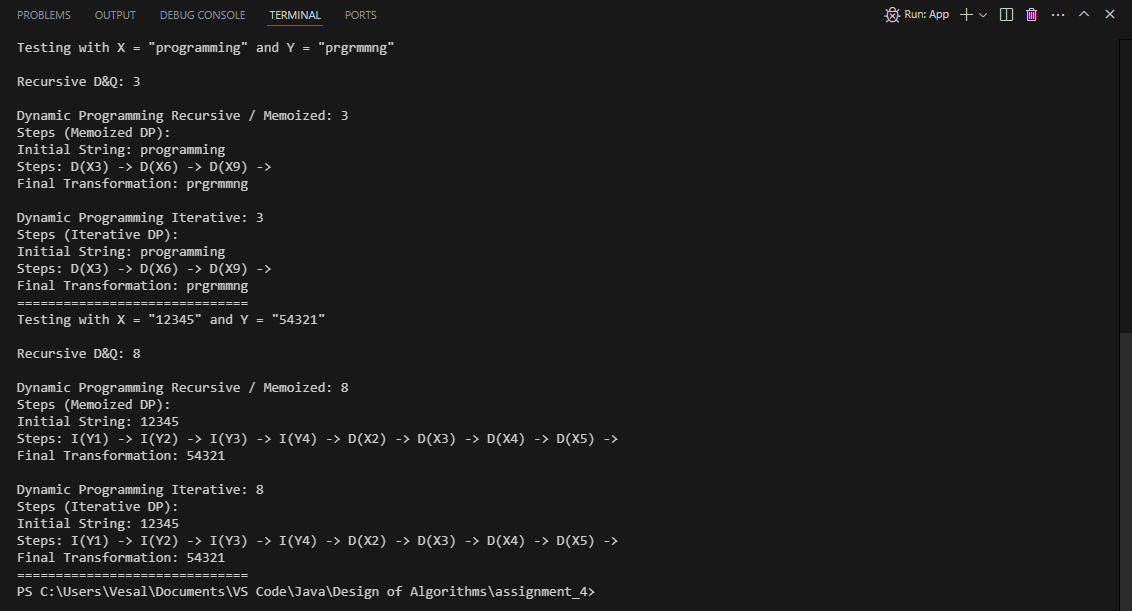 PROBLEMS OUTPUT DEBUG CONSOLE TERMINAL PORTS Run: App
Testing with X = "programming" and Y = "prgrmmng"
Recursive D&Q: 3
Dynamic Programming Recursive / Memoized: 3
Steps (Memoized DP):
Initial String: programming
Steps: D(X3) -> D(X6) -> D(X9) ->
Final Transformation: prgrmmng
Dynamic Programming Iterative: 3
Steps (Iterative DP):
Initial String: programming
Steps: D(X3) -> D(X6) -> D(X9) ->
Final Transformation: prgrmmng
==============================
Testing with X = "12345" and Y = "54321"
Recursive D&Q: 8
Dynamic Programming Recursive / Memoized: 8
Steps (Memoized DP):
Initial String: 12345
Steps: I(Y1) -> I(Y2) -> I(Y3) -> I(Y4) -> D(X2) -> D(X3) -> D(X4) -> D(X5) ->
Final Transformation: 54321
Dynamic Programming Iterative: 8
Steps (Iterative DP):
Initial String: 12345
Steps: I(Y1) -> I(Y2) -> I(Y3) -> I(Y4) -> D(X2) -> D(X3) -> D(X4) -> D(X5) ->
Final Transformation: 54321
==============================
PS C:\Users\Vesal\Documents\VS Code\Java\Design of Algorithms\assignment_4>